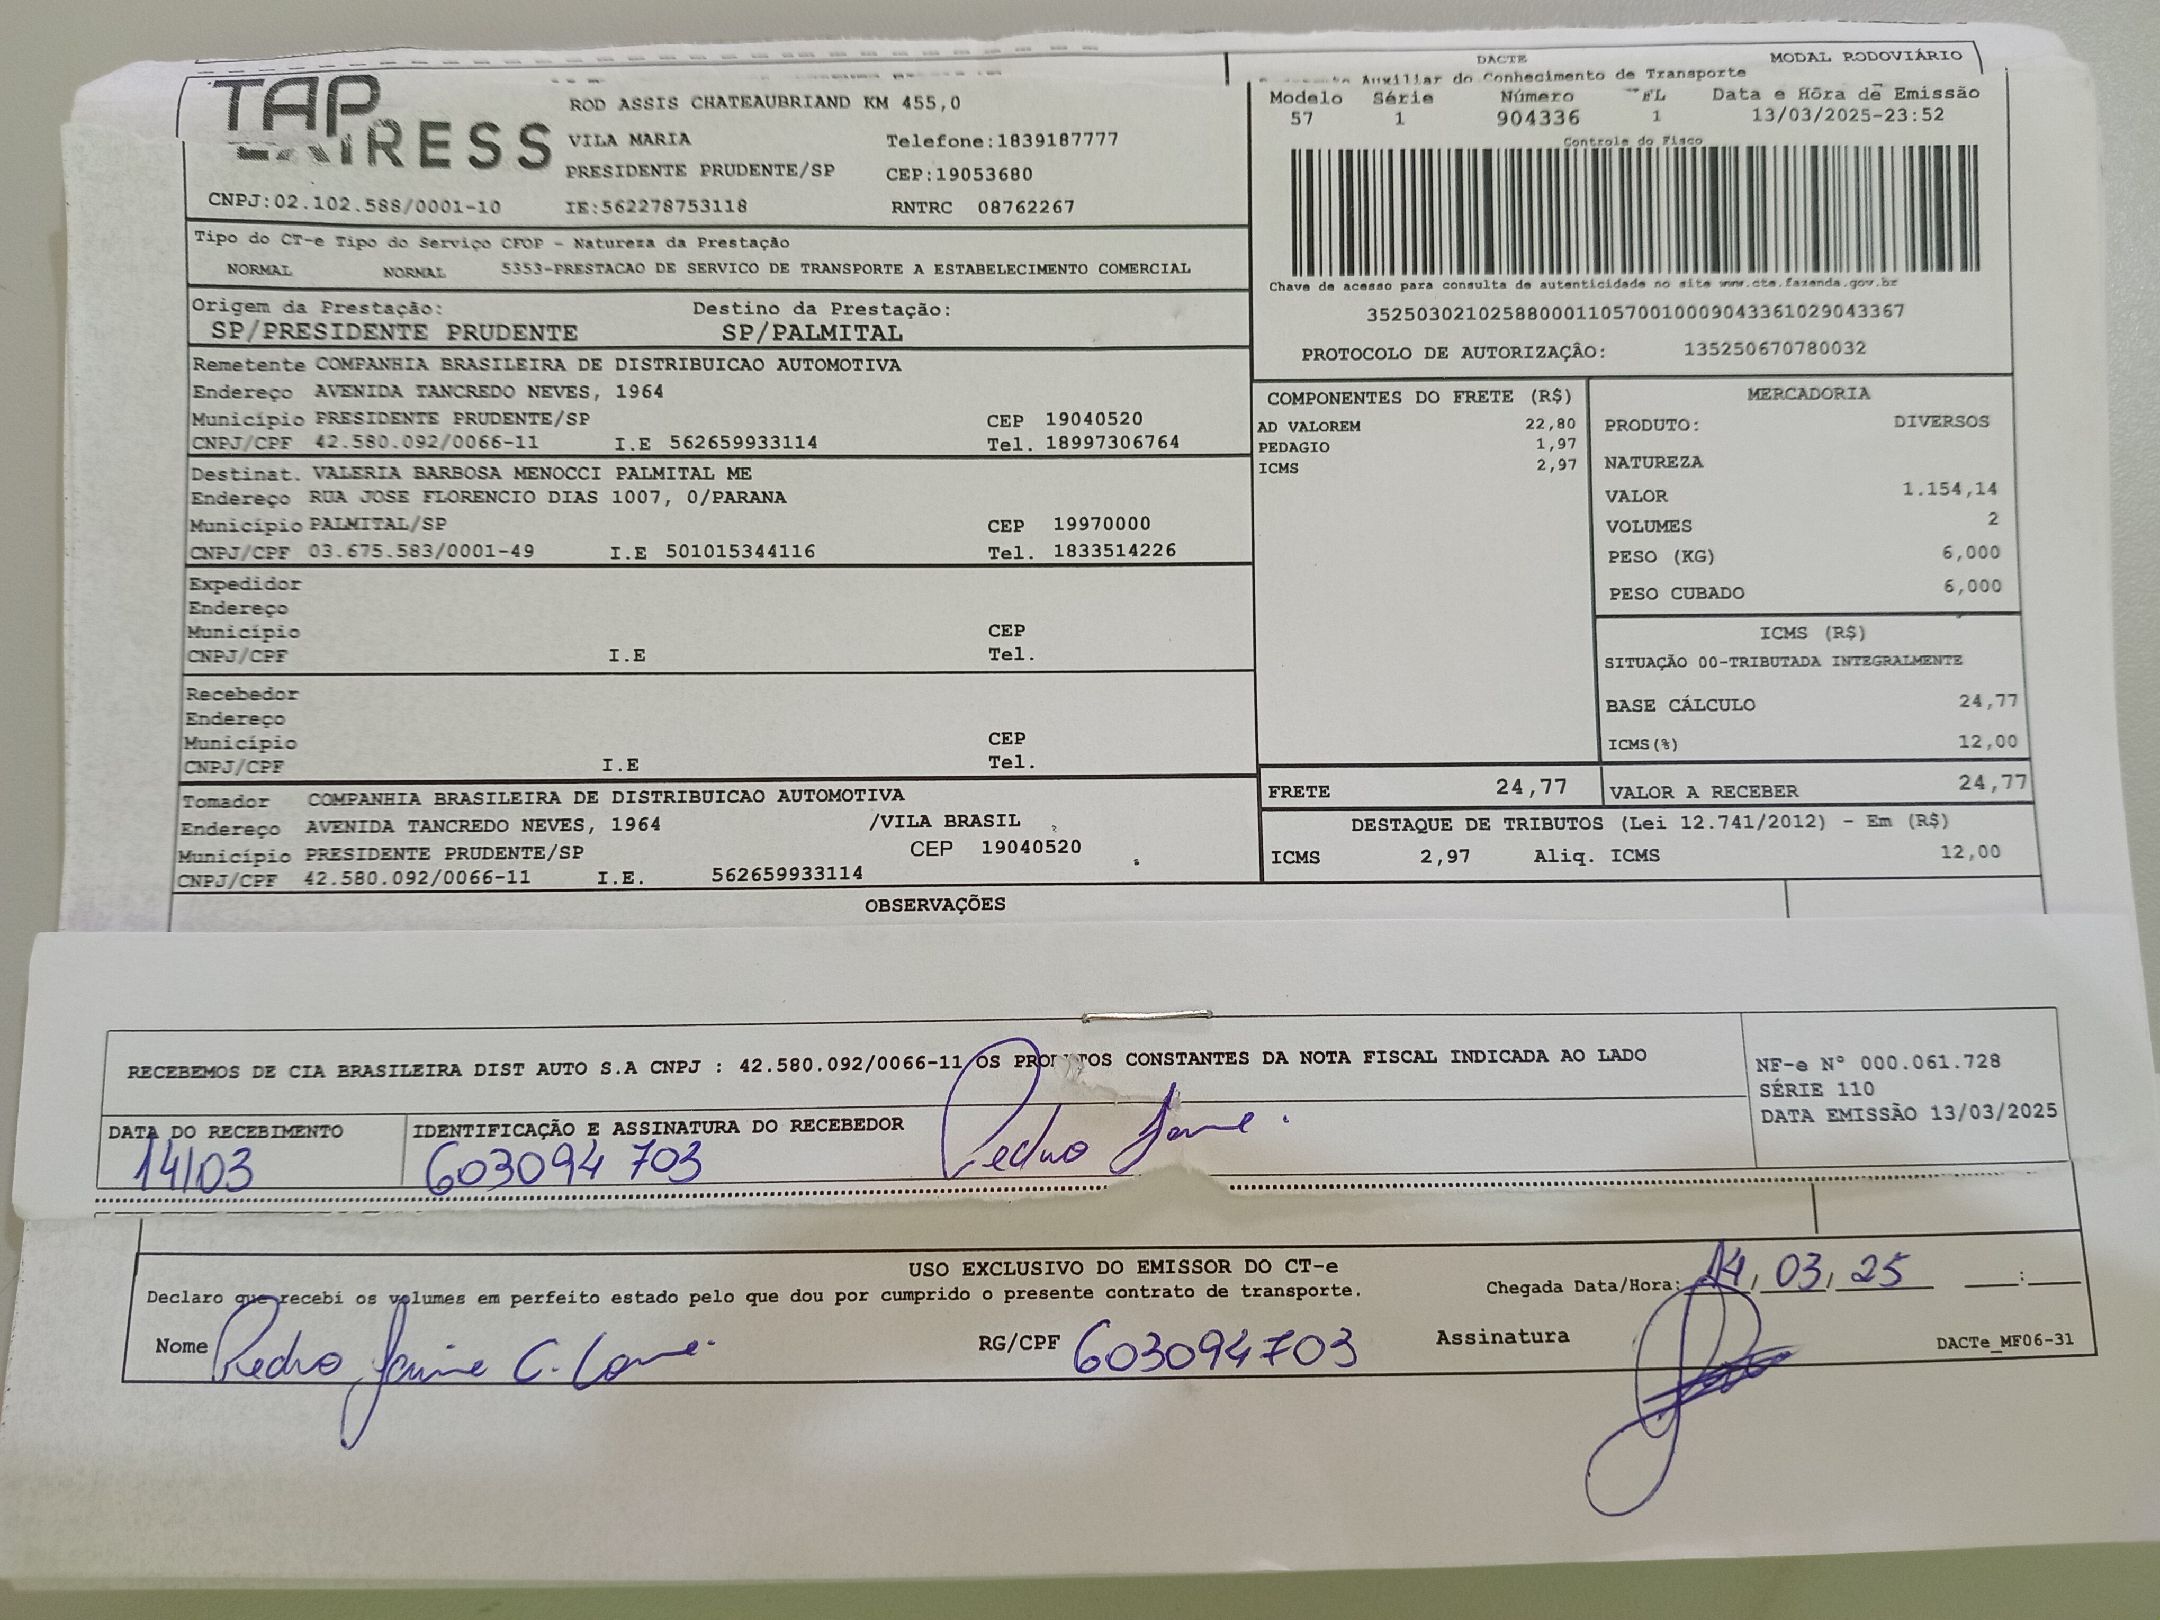 TAP
EXPRESS
ROD ASSIS CHATEAUBRIAND KM 455,0
VILA MARIA Telefone:1839187777
PRESIDENTE PRUDENTE/SP CEP:19053680
CNPJ:02.102.588/0001-10 IE:562278753118 RNTRC 08762267
DACTE MODAL RODOVIÁRIO
Auxiliar do Conhecimento de Transporte
Modelo Série Número FL Data e Hora de Emissão
57 1 904336 1 13/03/2025-23:52
Controle do Fisco
Chave de acesso para consulta de autenticidade no site www.cte.fazenda.gov.br
35250302102588000110570010009043361029043367
PROTOCOLO DE AUTORIZAÇÃO: 135250670780032
Tipo do CT-e Tipo do Serviço CFOP - Natureza da Prestação
NORMAL NORMAL 5353-PRESTACAO DE SERVICO DE TRANSPORTE A ESTABELECIMENTO COMERCIAL
Origem da Prestação: Destino da Prestação:
SP/PRESIDENTE PRUDENTE SP/PALMITAL
Remetente COMPANHIA BRASILEIRA DE DISTRIBUICAO AUTOMOTIVA
Endereço AVENIDA TANCREDO NEVES, 1964
Município PRESIDENTE PRUDENTE/SP CEP 19040520
CNPJ/CPF 42.580.092/0066-11 I.E 562659933114 Tel. 18997306764
Destinat. VALERIA BARBOSA MENOCCI PALMITAL ME
Endereço RUA JOSE FLORENCIO DIAS 1007, 0/PARANA
Município PALMITAL/SP CEP 19970000
CNPJ/CPF 03.675.583/0001-49 I.E 501015344116 Tel. 1833514226
Expedidor
Endereço
Município CEP
CNPJ/CPF I.E Tel.
Recebedor
Endereço
Município CEP
CNPJ/CPF I.E Tel.
Tomador COMPANHIA BRASILEIRA DE DISTRIBUICAO AUTOMOTIVA
Endereço AVENIDA TANCREDO NEVES, 1964 /VILA BRASIL
Município PRESIDENTE PRUDENTE/SP CEP 19040520
CNPJ/CPF 42.580.092/0066-11 I.E. 562659933114
COMPONENTES DO FRETE (R$)
AD VALOREM 22,80
PEDAGIO 1,97
ICMS 2,97
MERCADORIA
PRODUTO: DIVERSOS
NATUREZA
VALOR 1.154,14
VOLUMES 2
PESO (KG) 6,000
PESO CUBADO 6,000
ICMS (R$)
SITUAÇÃO 00-TRIBUTADA INTEGRALMENTE
BASE CÁLCULO 24,77
ICMS(%) 12,00
FRETE 24,77 VALOR A RECEBER 24,77
DESTAQUE DE TRIBUTOS (Lei 12.741/2012) - Em (R$)
ICMS 2,97 Aliq. ICMS 12,00
OBSERVAÇÕES
RECEBEMOS DE CIA BRASILEIRA DIST AUTO S.A CNPJ : 42.580.092/0066-11 OS PRODUTOS CONSTANTES DA NOTA FISCAL INDICADA AO LADO
NF-e Nº 000.061.728
SÉRIE 110
DATA EMISSÃO 13/03/2025
DATA DO RECEBIMENTO IDENTIFICAÇÃO E ASSINATURA DO RECEBEDOR
14/03 603094 703 Pedro Jaime
USO EXCLUSIVO DO EMISSOR DO CT-e
Declaro que recebi os volumes em perfeito estado pelo que dou por cumprido o presente contrato de transporte. Chegada Data/Hora: 14/03/25 :
Nome Pedro Jaime C. RG/CPF 603094703 Assinatura
DACTe_MF06-31